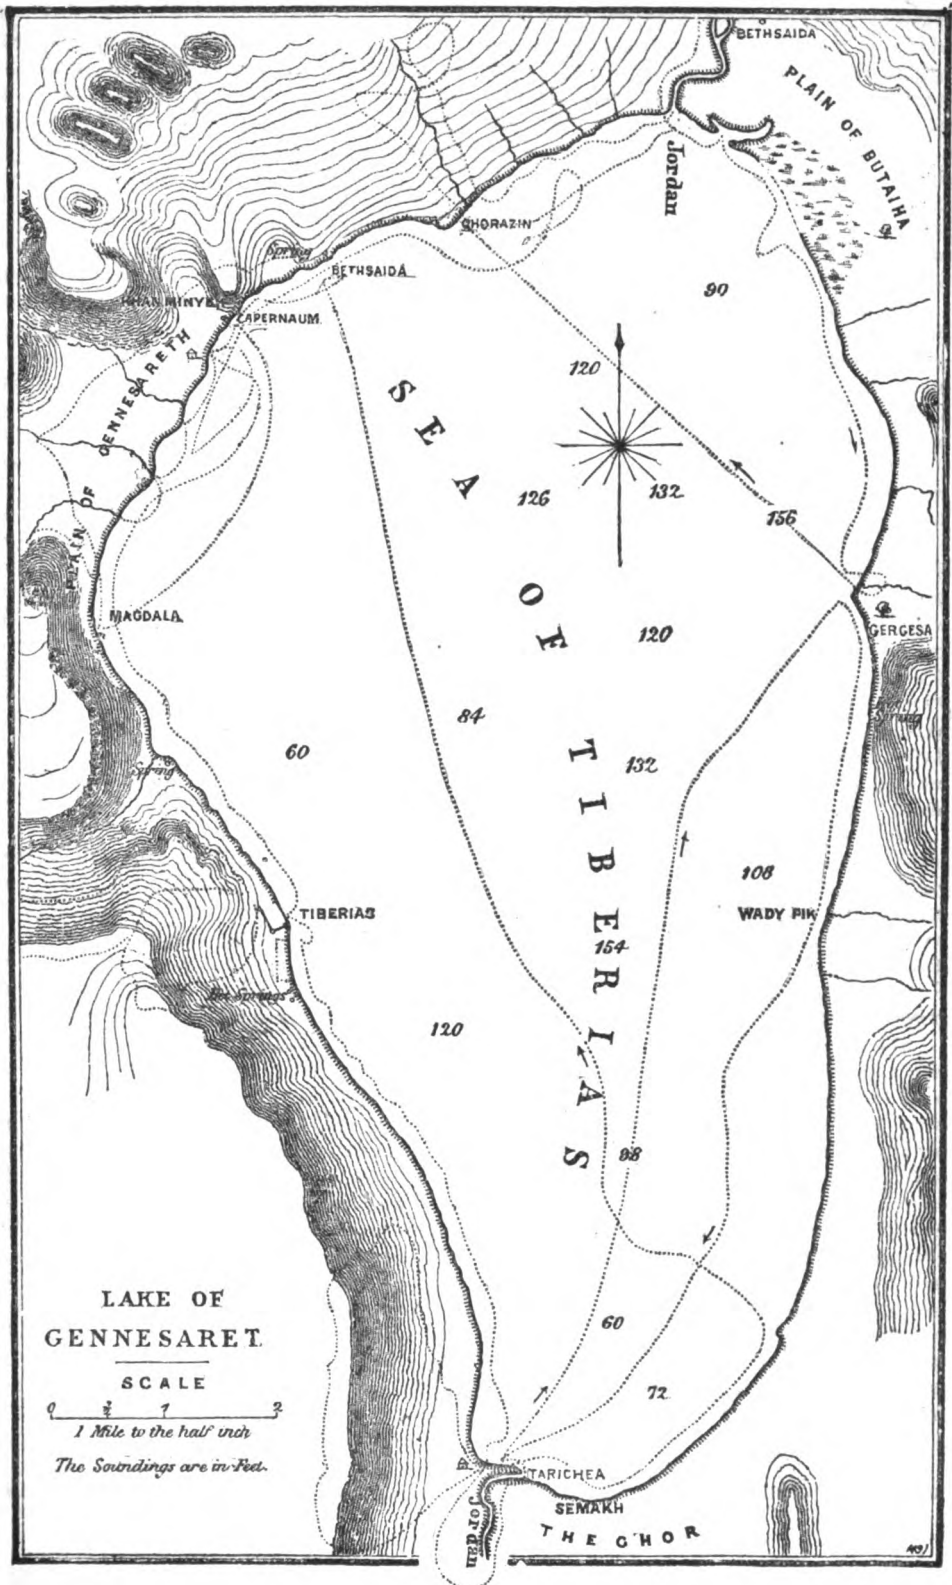 BETHSAIDA
PLAIN OF BUTAIHA
Jordan
CHORAZIN
Spring
BETHSAIDA
KHAN MINYEH
CAPERNAUM
PLAIN OF GENNESARETH
90
120
SEA OF TIBERIAS
126
132
156
MAGDALA
120
GERGESA
84
60
132
Spring
108
TIBERIAS
WADY FIK
154
Hot Springs
120
98
60
72
LAKE OF
GENNESARET.
SCALE
0 ½ 1 2
1 Mile to the half inch
The Soundings are in Feet.
TARICHEA
SEMAKH
Jordan
THE GHOR